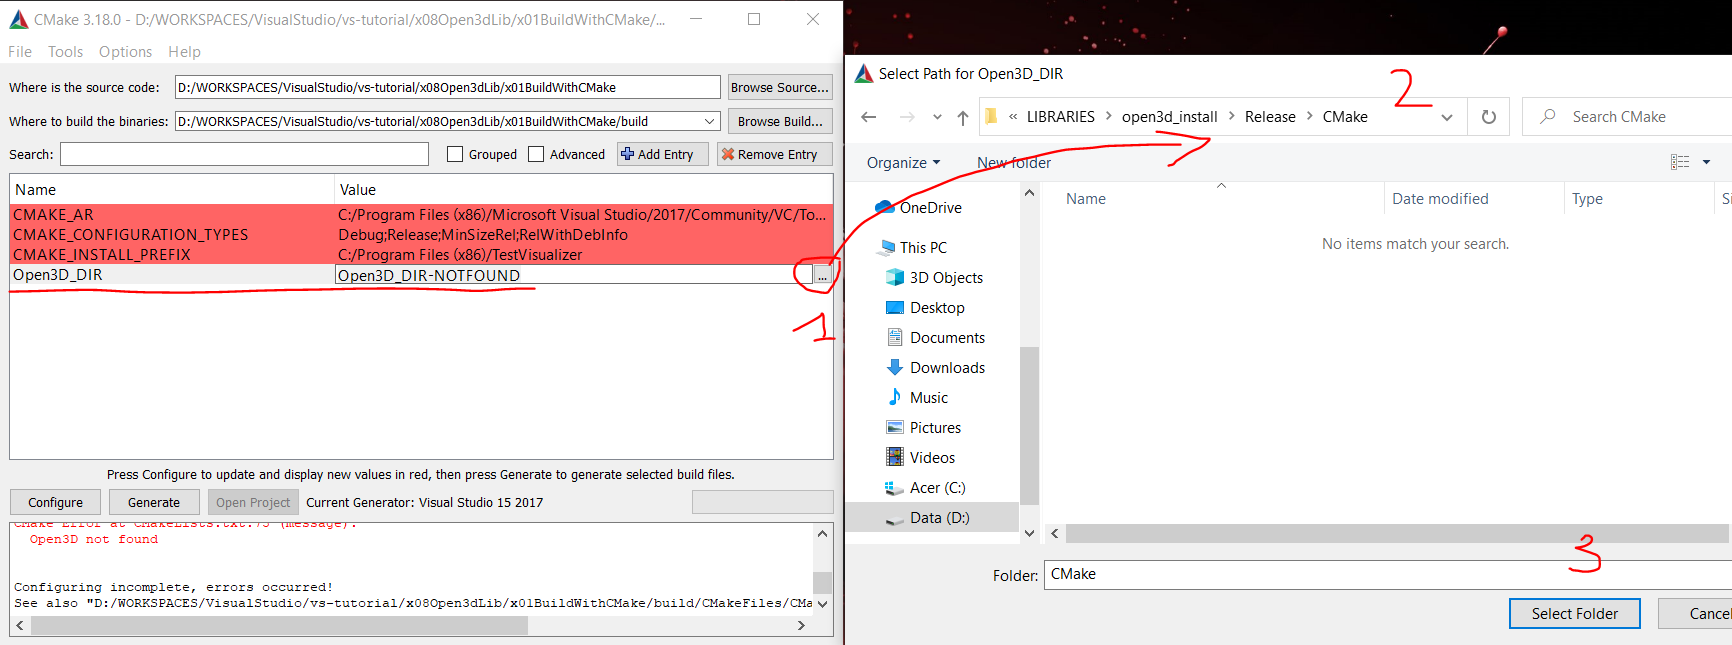 CMake 3.18.0 - D:/WORKSPACES/VisualStudio/vs-tutorial/x08Open3dLib/x01BuildWithCMake/...
File Tools Options Help
Where is the source code: D:/WORKSPACES/VisualStudio/vs-tutorial/x08Open3dLib/x01BuildWithCMake Browse Source...
Where to build the binaries: D:/WORKSPACES/VisualStudio/vs-tutorial/x08Open3dLib/x01BuildWithCMake/build Browse Build...
Search: Grouped Advanced Add Entry Remove Entry
Name Value
CMAKE_AR C:/Program Files (x86)/Microsoft Visual Studio/2017/Community/VC/To...
CMAKE_CONFIGURATION_TYPES Debug;Release;MinSizeRel;RelWithDebInfo
CMAKE_INSTALL_PREFIX C:/Program Files (x86)/TestVisualizer
Open3D_DIR Open3D_DIR-NOTFOUND ...
1
Press Configure to update and display new values in red, then press Generate to generate selected build files.
Configure Generate Open Project Current Generator: Visual Studio 15 2017
CMake Error at CMakeLists.txt:75 (message):
Open3D not found
Configuring incomplete, errors occurred!
See also "D:/WORKSPACES/VisualStudio/vs-tutorial/x08Open3dLib/x01BuildWithCMake/build/CMakeFiles/CMa
Select Path for Open3D_DIR
2
« LIBRARIES > open3d_install > Release > CMake Search CMake
Organize New folder
Name Date modified Type Si
No items match your search.
OneDrive
This PC
3D Objects
Desktop
Documents
Downloads
Music
Pictures
Videos
Acer (C:)
Data (D:)
3
Folder: CMake
Select Folder Cancel